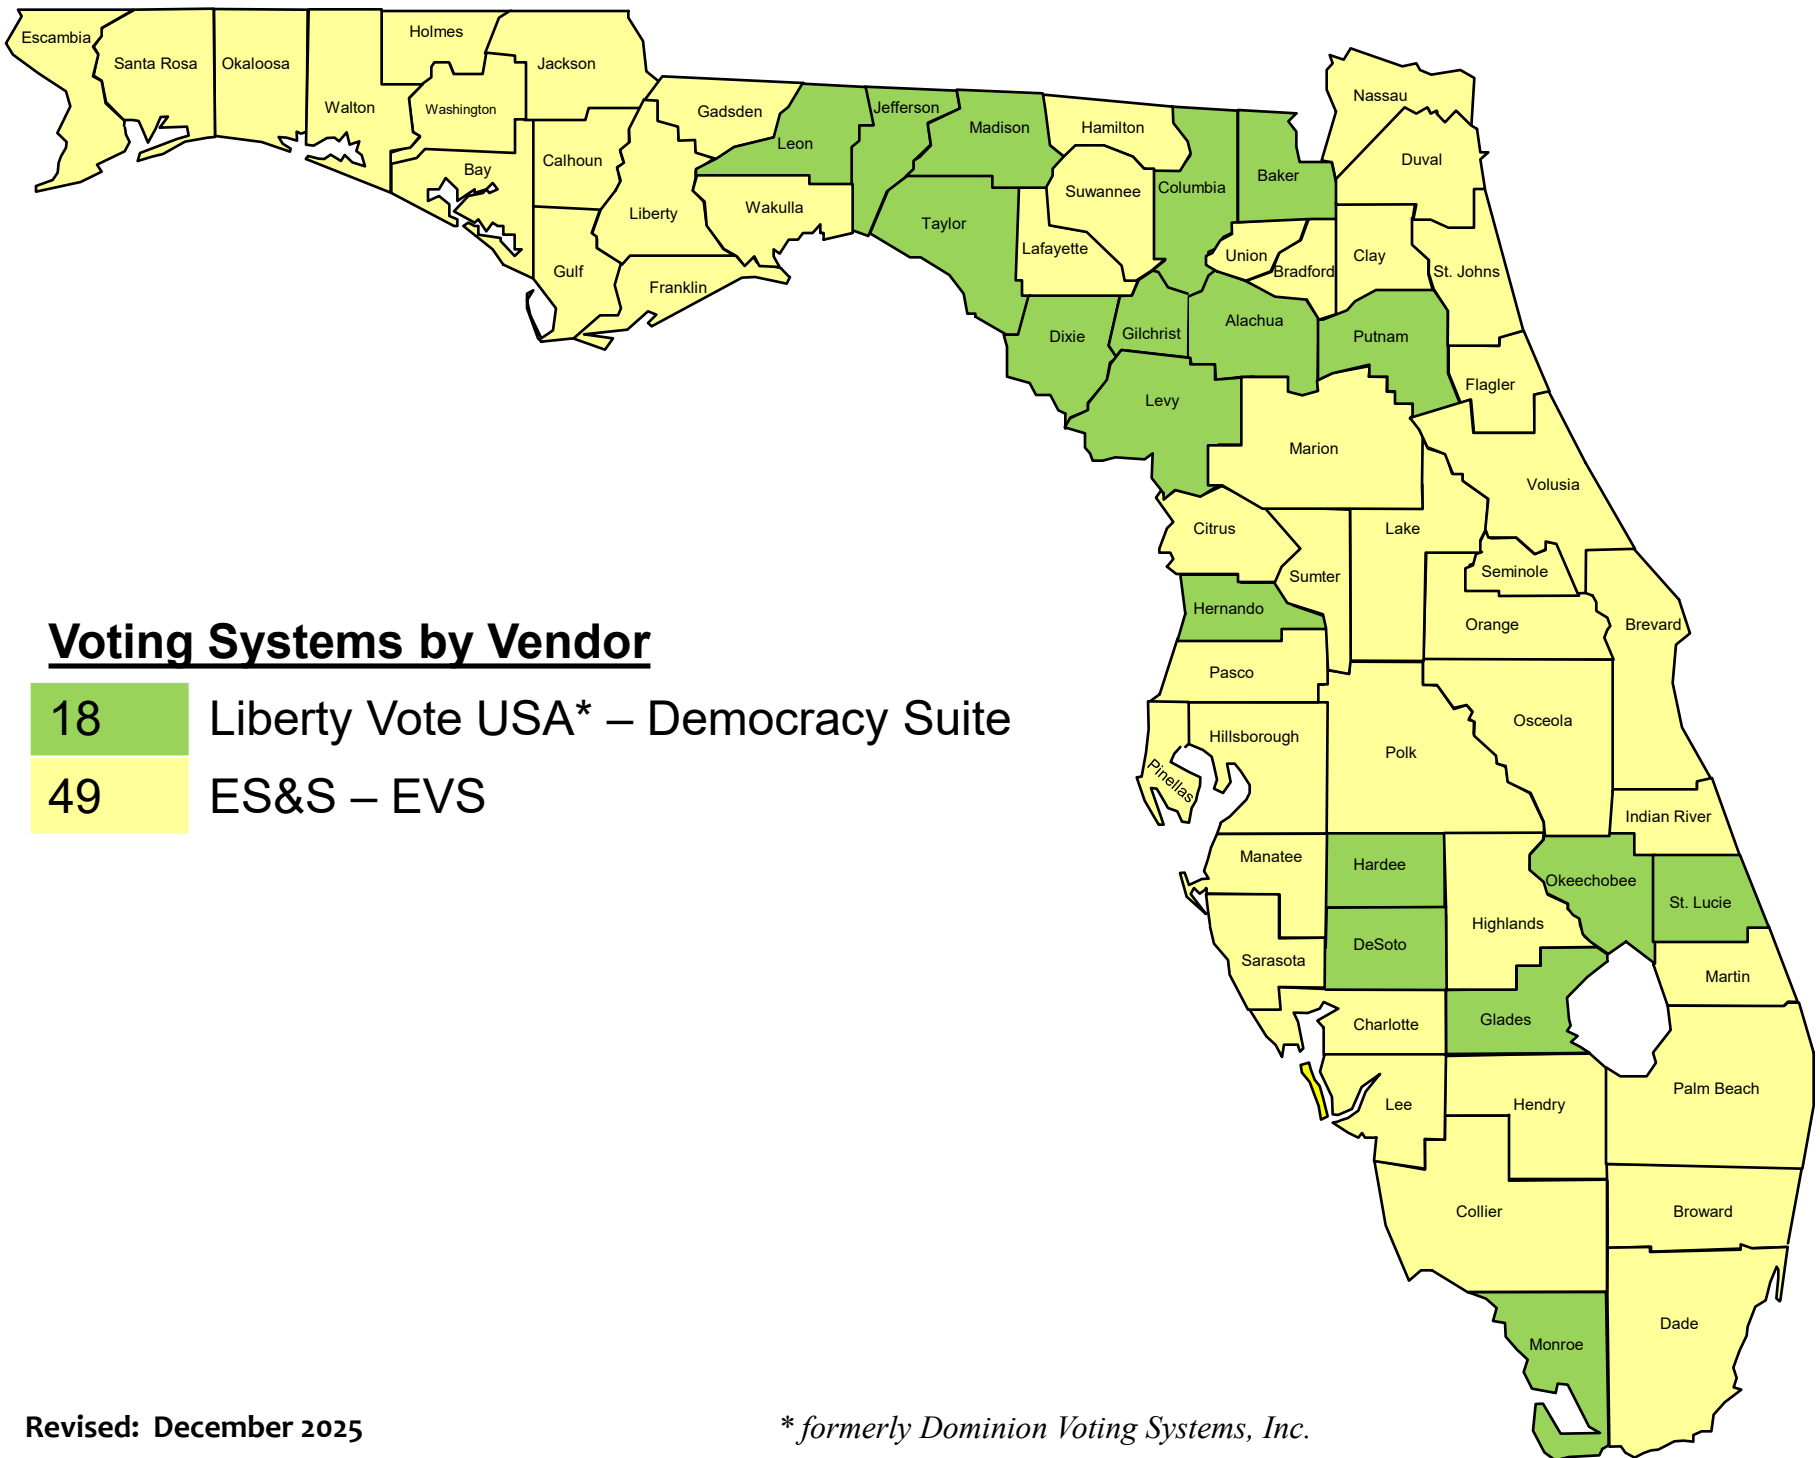 Escambia
Santa Rosa
Okaloosa
Walton
Holmes
Washington
Jackson
Bay
Calhoun
Gulf
Gadsden
Liberty
Franklin
Leon
Wakulla
Jefferson
Madison
Taylor
Hamilton
Suwannee
Lafayette
Columbia
Baker
Nassau
Duval
Union
Bradford
Clay
St. Johns
Dixie
Gilchrist
Alachua
Putnam
Flagler
Levy
Marion
Volusia
Citrus
Sumter
Lake
Seminole
Hernando
Orange
Brevard
Pasco
Osceola
Hillsborough
Pinellas
Polk
Indian River
Manatee
Hardee
Okeechobee
St. Lucie
Highlands
DeSoto
Sarasota
Martin
Charlotte
Glades
Palm Beach
Lee
Hendry
Collier
Broward
Dade
Monroe
Voting Systems by Vendor
18 Liberty Vote USA* – Democracy Suite
49 ES&S – EVS
Revised: December 2025
* formerly Dominion Voting Systems, Inc.